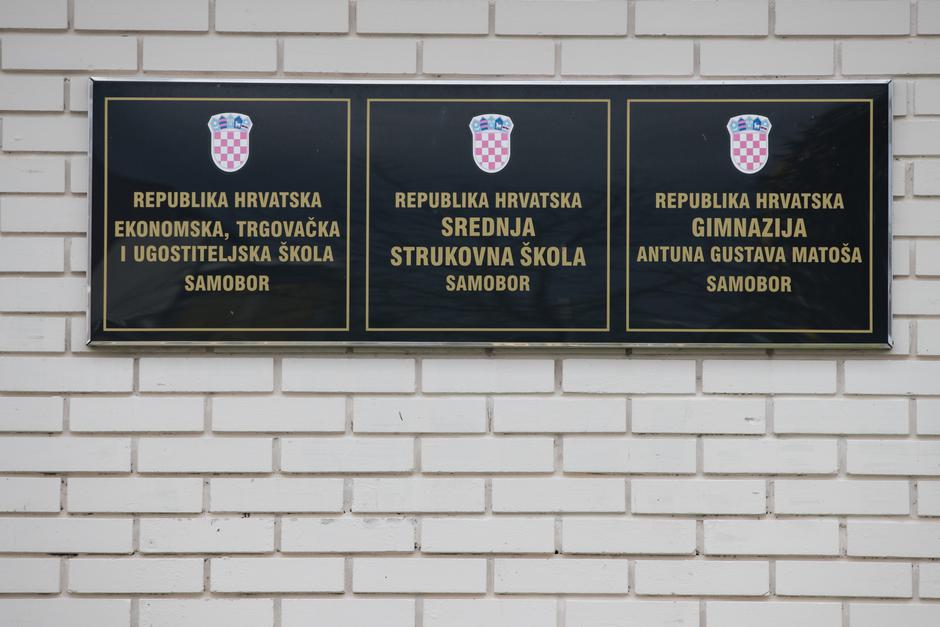 REPUBLIKA HRVATSKA
EKONOMSKA, TRGOVAČKA
I UGOSTITELJSKA ŠKOLA
SAMOBOR
REPUBLIKA HRVATSKA
SREDNJA
STRUKOVNA ŠKOLA
SAMOBOR
REPUBLIKA HRVATSKA
GIMNAZIJA
ANTUNA GUSTAVA MATOŠA
SAMOBOR